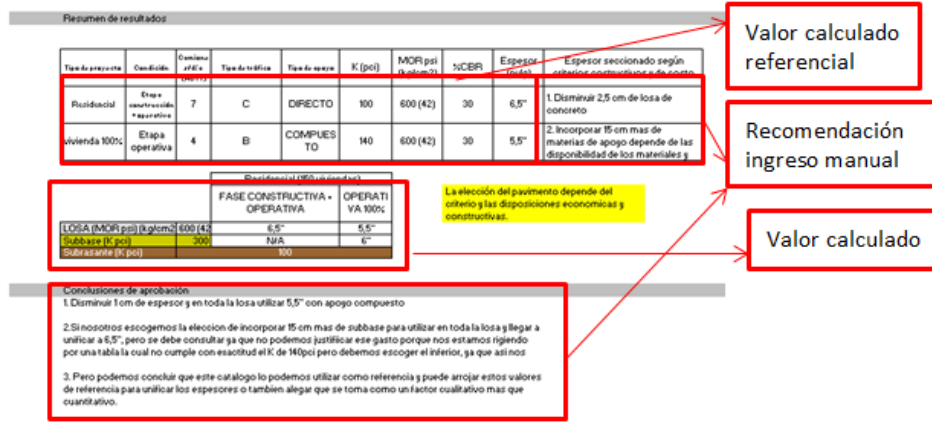 Resumen de resultados
Valor calculado
referencial
Tipo de proyecto Condición Camiones/día Tipo de tráfico Tipo de apoyo K (pci) MOR psi (kg/cm2) %CBR Espesor (pulg) Espesor seccionado según criterios costructivos y de costo
Residencial Etapa construcción + operativa 7 C DIRECTO 100 600 (42) 30 6,5" 1. Disminuir 2,5 cm de losa de concreto
vivienda 100% Etapa operativa 4 B COMPUESTO 140 600 (42) 30 5,5" 2. Incorporar 15 cm mas de materias de apogo depende de las disponibilidad de los materiales y
Recomendación
ingreso manual
Residencial (150 viviendas)
FASE CONSTRUCTIVA + OPERATIVA OPERATIVA 100%
LOSA (MOR psi) (kg/cm2) 600 (42 6,5" 5,5"
Subbase (K pci) 300 N/A 6"
Subrasante (K pci) 100
La elección del pavimento depende del
criterio y las disposiciones economicas y
constructivas.
Valor calculado
Conclusiones de aprobación
1. Disminuir 1 cm de espesor y en toda la losa utilizar 5,5" con apoyo compuesto
2.Si nosotros escogemos la eleccion de incorporar 15 cm mas de subbase para utilizar en toda la losa y llegar a
unificar a 6,5", pero se debe consultar ya que no podemos justifiicar ese gasto porque nos estamos rigiendo
por una tabla la cual no cumple con esactitud el K de 140pci pero debemos escoger el inferior, ya que asi nos
3. Pero podemos concluir que este catalogo lo podemos utilizar como referencia y puede arrojar estos valores
de referencia para unificar los espesores o tambien alegar que se toma como un factor cualitativo mas que
cuantitativo.